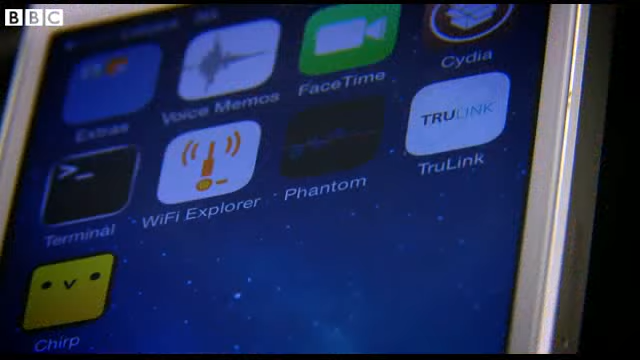 BBC
Extras
Voice Memos
FaceTime
Cydia
TRULINK
Terminal
WiFi Explorer
Phantom
TruLink
Chirp